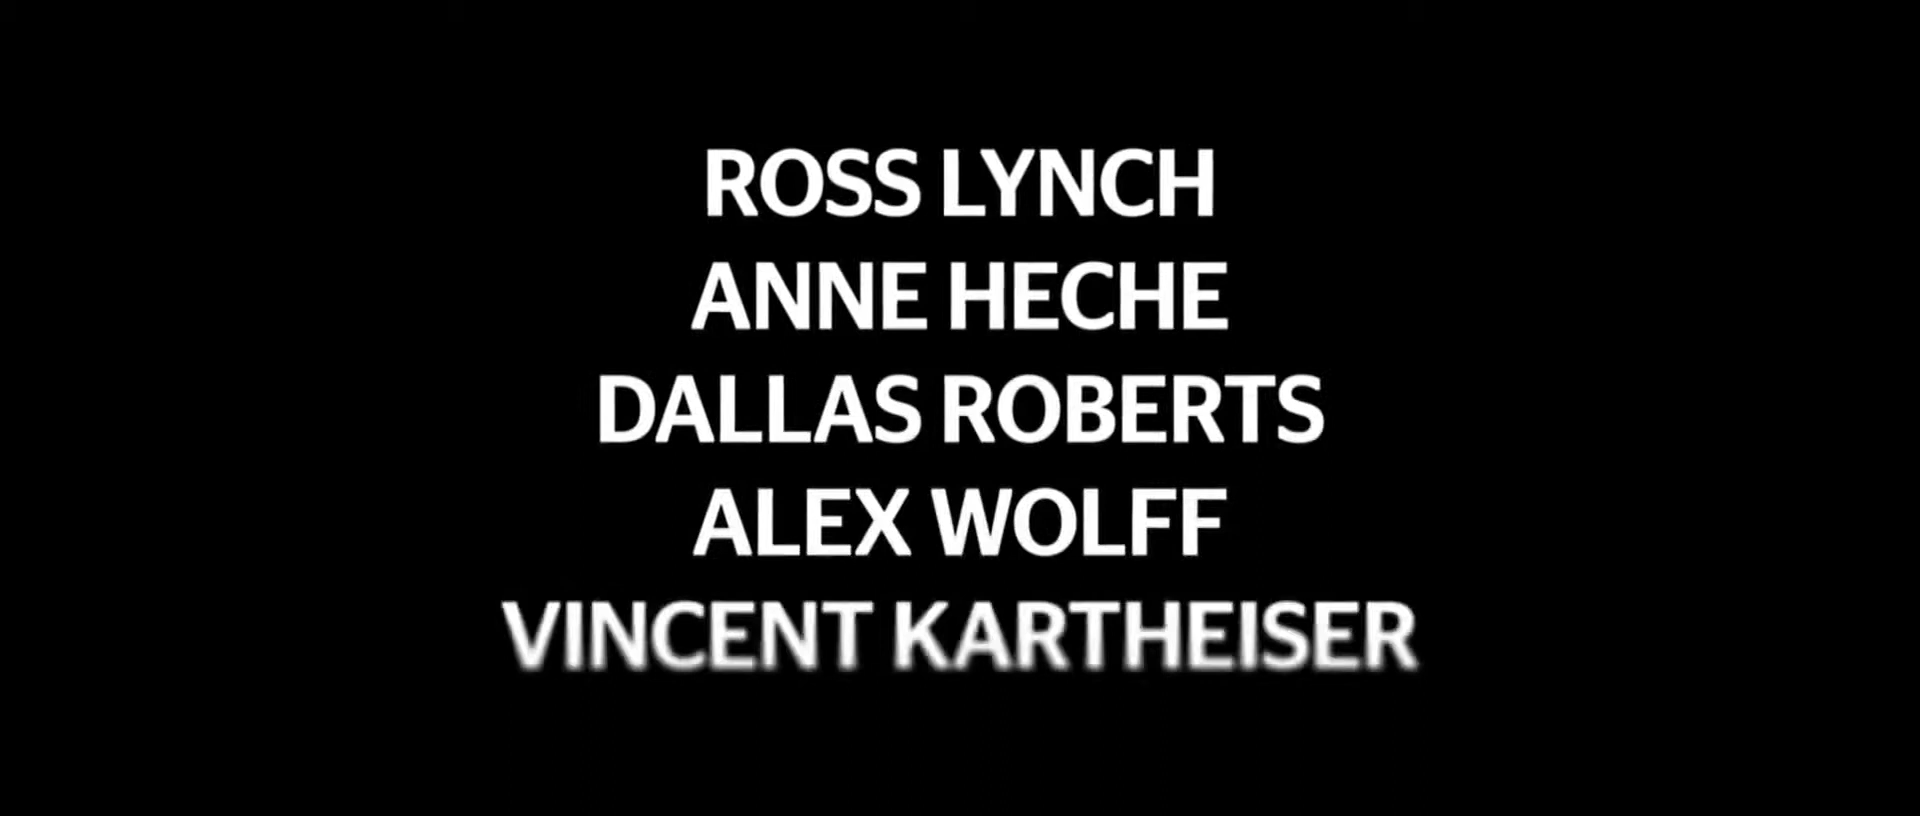 ROSS LYNCH
ANNE HECHE
DALLAS ROBERTS
ALEX WOLFF
VINCENT KARTHEISER